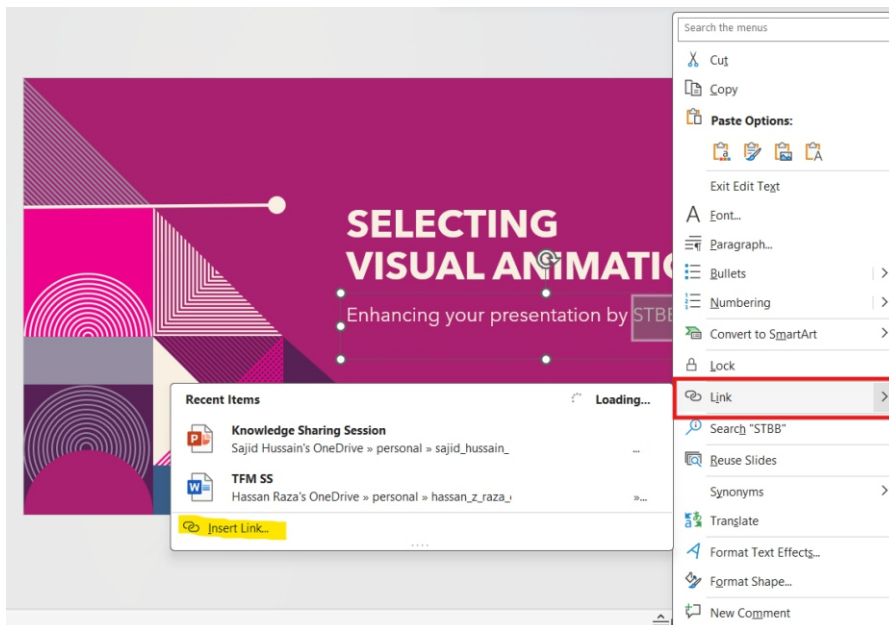 SELECTING
VISUAL ANIMATIC
Enhancing your presentation by STBB
Recent Items
Loading...
Knowledge Sharing Session
Sajid Hussain's OneDrive » personal » sajid_hussain_
...
TFM SS
Hassan Raza's OneDrive » personal » hassan_z_raza_
»...
Insert Link...
Search the menus
Cut
Copy
Paste Options:
Exit Edit Text
Font...
Paragraph...
Bullets
Numbering
Convert to SmartArt
Lock
Link
Search "STBB"
Reuse Slides
Synonyms
Translate
Format Text Effects...
Format Shape...
New Comment